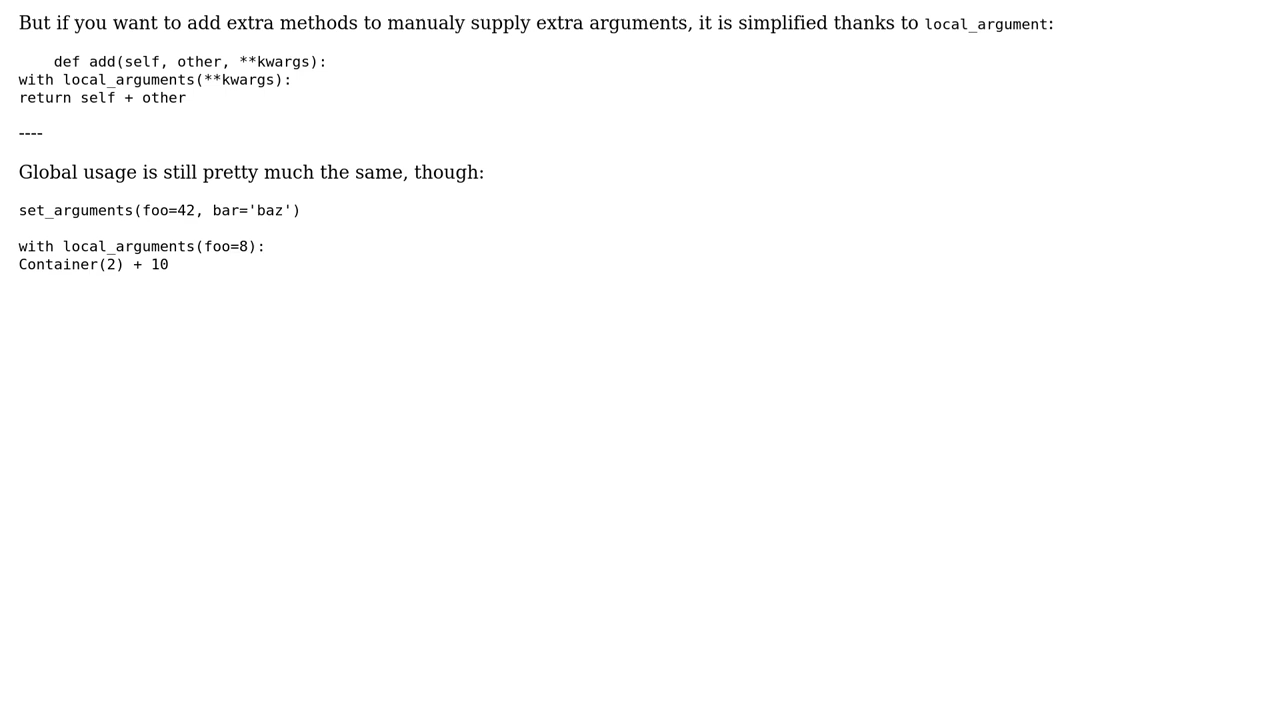 But if you want to add extra methods to manualy supply extra arguments, it is simplified thanks to local_argument:
    def add(self, other, **kwargs):
with local_arguments(**kwargs):
return self + other
----
Global usage is still pretty much the same, though:
set_arguments(foo=42, bar='baz')
with local_arguments(foo=8):
Container(2) + 10